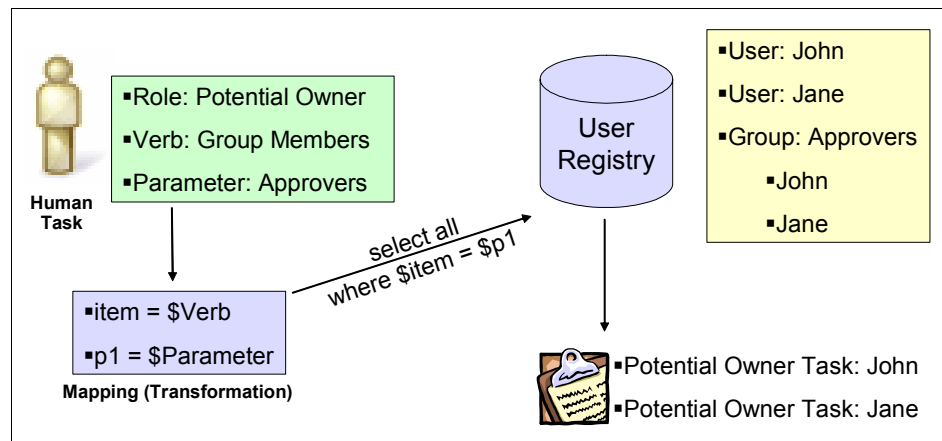 ▪Role: Potential Owner
▪Verb: Group Members
▪Parameter: Approvers
Human
Task
▪item = $Verb
▪p1 = $Parameter
Mapping (Transformation)
select all
where $item = $p1
User
Registry
▪User: John
▪User: Jane
▪Group: Approvers
▪John
▪Jane
▪Potential Owner Task: John
▪Potential Owner Task: Jane